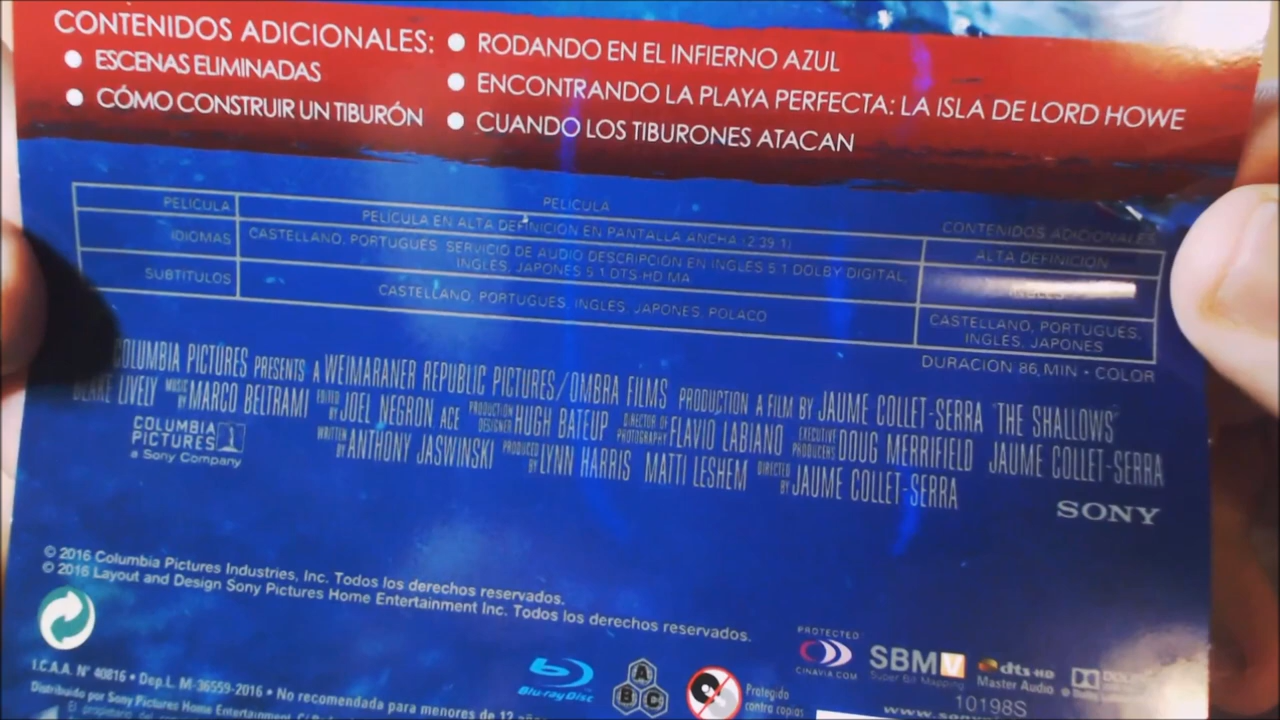 CONTENIDOS ADICIONALES:
● ESCENAS ELIMINADAS
● CÓMO CONSTRUIR UN TIBURÓN
● RODANDO EN EL INFIERNO AZUL
● ENCONTRANDO LA PLAYA PERFECTA: LA ISLA DE LORD HOWE
● CUANDO LOS TIBURONES ATACAN
PELICULA
CONTENIDOS ADICIONALES
PELICULA PELICULA EN ALTA DEFINICION EN PANTALLA ANCHA (2.39:1) ALTA DEFINICION
IDIOMAS CASTELLANO, PORTUGUES, SERVICIO DE AUDIO DESCRIPCION EN INGLES 5.1 DOLBY DIGITAL,
INGLES, JAPONES 5.1 DTS-HD MA INGLES
SUBTITULOS CASTELLANO, PORTUGUES, INGLES, JAPONES, POLACO
CASTELLANO, PORTUGUES,
INGLES, JAPONES
DURACION 86,MIN • COLOR
COLUMBIA PICTURES PRESENTS A WEIMARANER REPUBLIC PICTURES/OMBRA FILMS PRODUCTION A FILM BY JAUME COLLET-SERRA "THE SHALLOWS"
BLAKE LIVELY MUSIC BY MARCO BELTRAMI EDITED BY JOEL NEGRON ACE PRODUCTION DESIGNER HUGH BATEUP DIRECTOR OF PHOTOGRAPHY FLAVIO LABIANO EXECUTIVE PRODUCERS DOUG MERRIFIELD JAUME COLLET-SERRA
WRITTEN BY ANTHONY JASWINSKI PRODUCED BY LYNN HARRIS MATTI LESHEM DIRECTED BY JAUME COLLET-SERRA
COLUMBIA
PICTURES
a Sony Company
SONY
© 2016 Columbia Pictures Industries, Inc. Todos los derechos reservados.
© 2016 Layout and Design Sony Pictures Home Entertainment Inc. Todos los derechos reservados.
I.C.A.A. N° 40816 • Dep.L. M-36559-2016 • No recomendada para menores de 12 años
Distribuido por Sony Pictures Home Entertainment,
El propietario del
Blu-ray Disc
A
B C
Protegido
contra copias
PROTECTED
CINAVIA.COM
SBMV
Super Bit Mapping
dts-HD
Master Audio
DOLBY
10198S